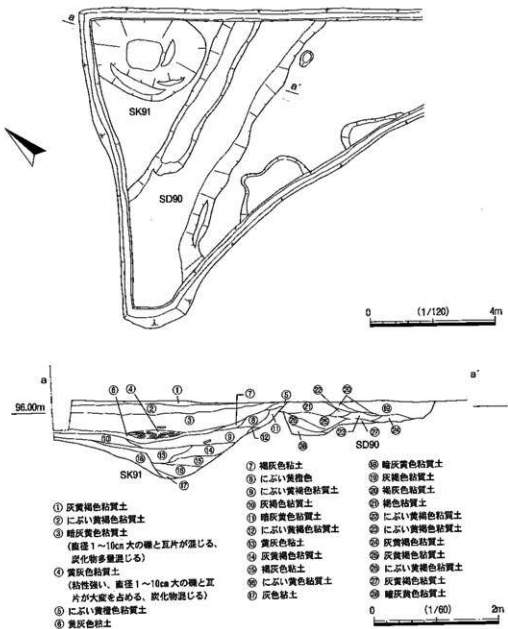 a
a'
SK91
SD90
0 (1/120) 4m
a
a'
⑥ ④ ① ⑦ ⑤
96.00m
SK91
SD90
① 灰黄褐色粘質土
② にぶい黄褐色粘質土
③ 暗灰黄色粘質土
(直径1~10cm大の礫と瓦片が混じる、
炭化物多量混じる)
④ 黄灰色粘質土
(粘性強い、直径1~10cm大の礫と瓦
片が大変を占める、炭化物混じる)
⑤ にぶい黄橙色粘質土
⑥ 黄灰色粘土
⑦ 褐灰色粘土
⑧ にぶい黄橙色
⑨ にぶい黄褐色粘質土
⑩ 灰褐色粘質土
⑪ 暗灰黄色粘質土
⑫ にぶい黄褐色粘質土
⑬ 黄灰色粘土
⑭ 灰黄褐色粘質土
⑮ 褐灰色粘土
⑯ にぶい黄色粘質土
⑰ 灰色粘土
⑱ 暗灰黄色粘質土
⑲ 灰褐色粘質土
⑳ 褐灰色粘質土
㉑ 褐色粘質土
㉒ にぶい黄褐色粘質土
㉓ にぶい黄褐色粘質土
㉔ 灰黄褐色粘質土
㉕ 灰黄褐色粘質土
㉖ にぶい黄褐色粘質土
㉗ 灰黄褐色粘質土
㉘ 暗灰黄色粘質土
0 (1/60) 2m